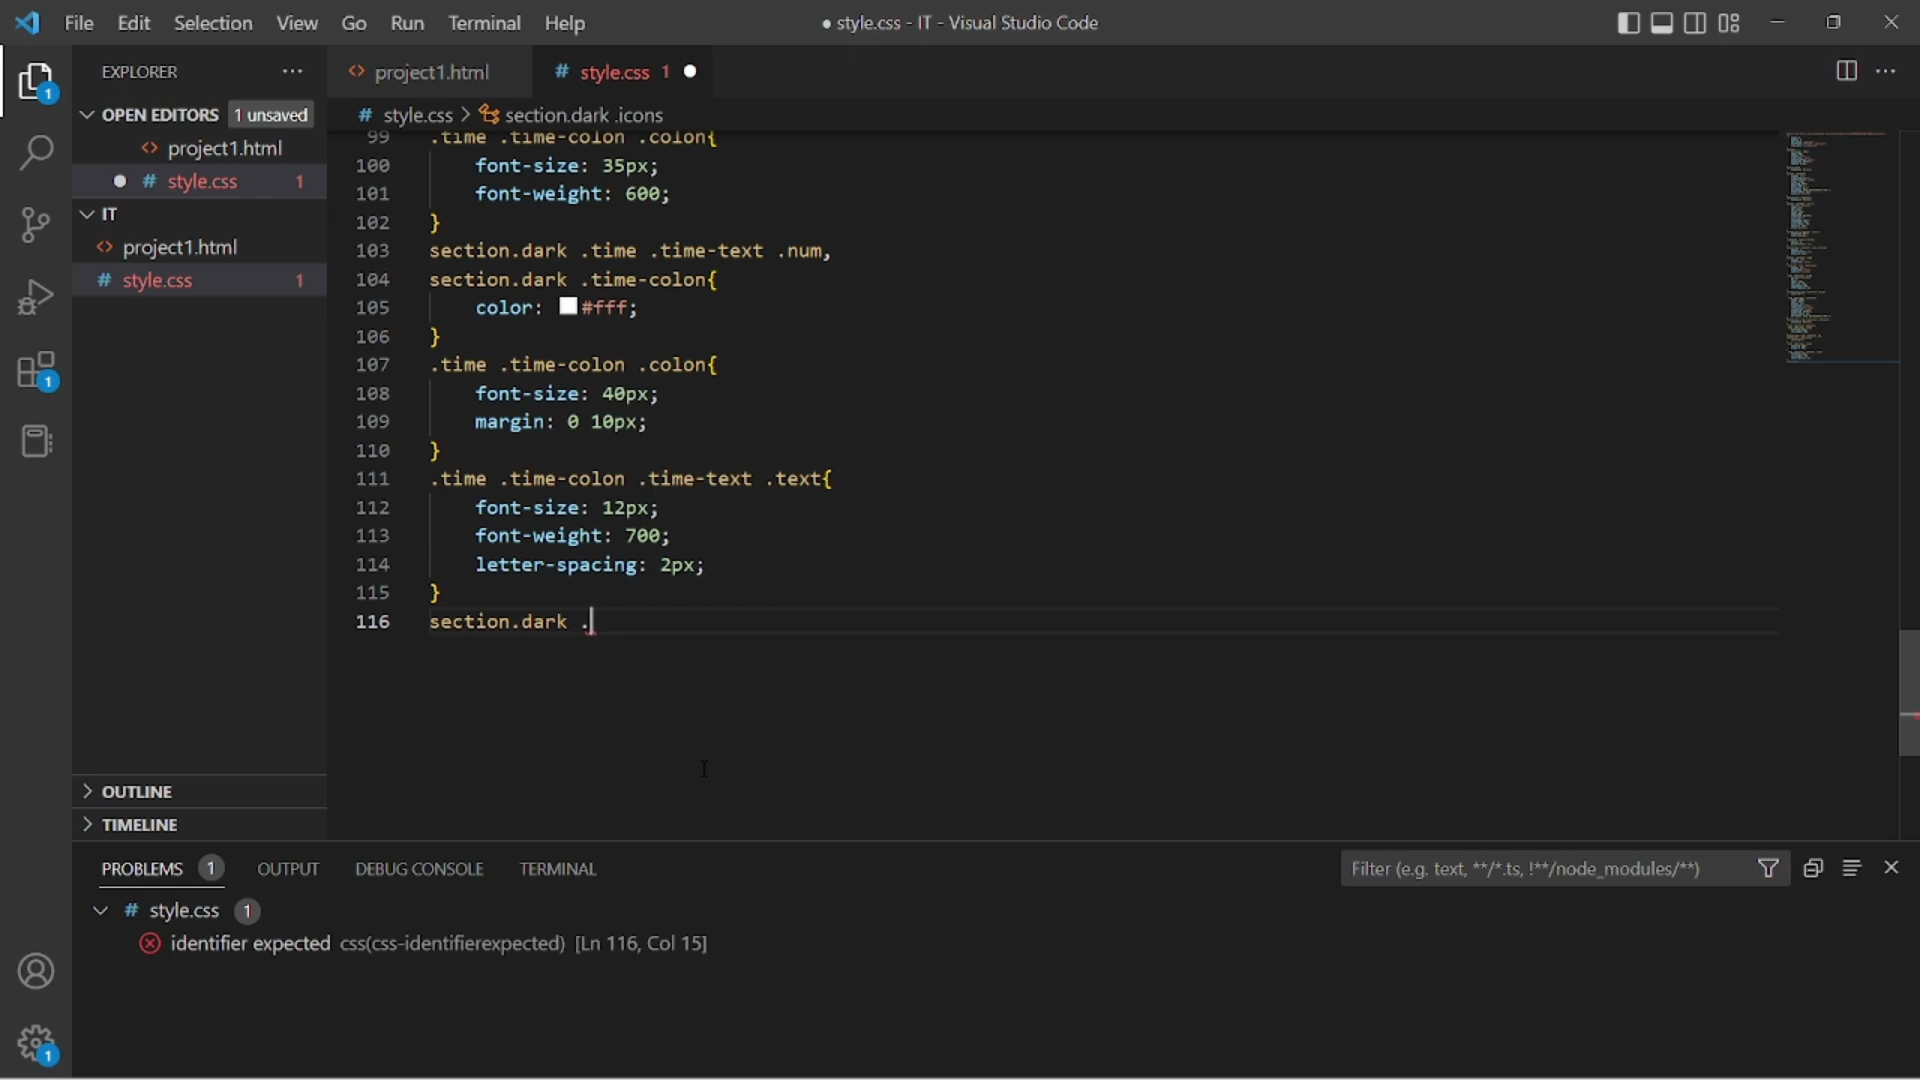 File Edit Selection View Go Run Terminal Help
● style.css - IT - Visual Studio Code
EXPLORER
project1.html
# style.css 1
OPEN EDITORS 1 unsaved
# style.css > section.dark .icons
project1.html
# style.css 1
IT
project1.html
# style.css 1
99 .time .time-colon .colon{
100 font-size: 35px;
101 font-weight: 600;
102 }
103 section.dark .time .time-text .num,
104 section.dark .time-colon{
105 color: #fff;
106 }
107 .time .time-colon .colon{
108 font-size: 40px;
109 margin: 0 10px;
110 }
111 .time .time-colon .time-text .text{
112 font-size: 12px;
113 font-weight: 700;
114 letter-spacing: 2px;
115 }
116 section.dark .
1
1
OUTLINE
TIMELINE
1
PROBLEMS 1 OUTPUT DEBUG CONSOLE TERMINAL
Filter (e.g. text, **/*.ts, !**/node_modules/**)
# style.css 1
identifier expected css(css-identifierexpected) [Ln 116, Col 15]